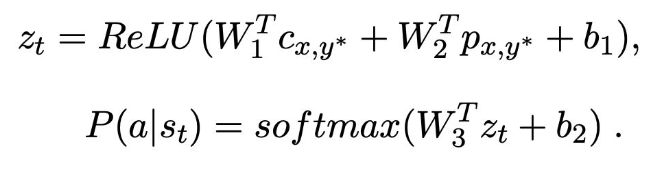 z_t = ReLU(W_1^T c_{x,y*} + W_2^T p_{x,y*} + b_1),
P(a|s_t) = softmax(W_3^T z_t + b_2) .